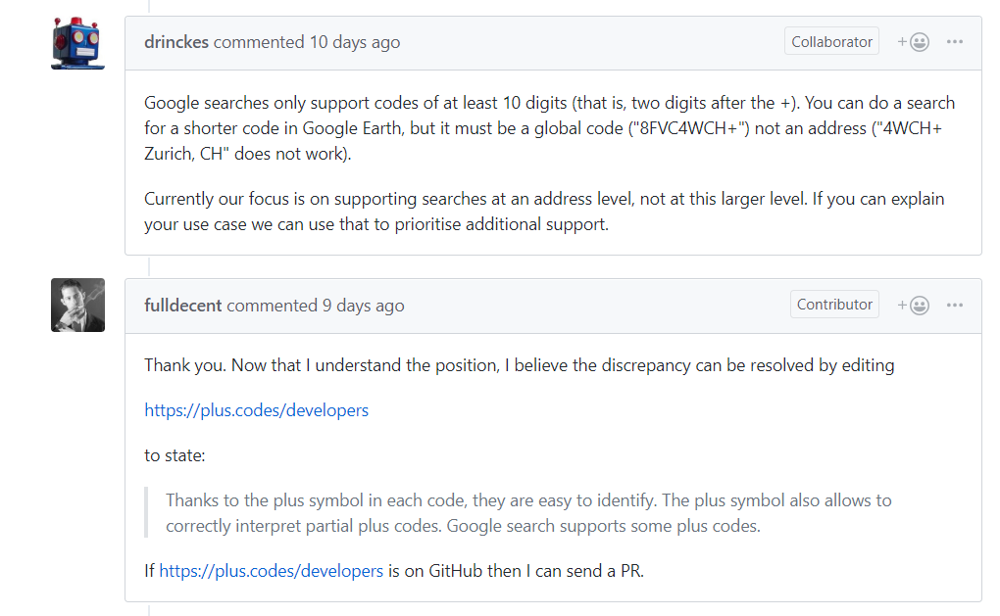 drinckes commented 10 days ago
Collaborator
Google searches only support codes of at least 10 digits (that is, two digits after the +). You can do a search
for a shorter code in Google Earth, but it must be a global code ("8FVC4WCH+") not an address ("4WCH+
Zurich, CH" does not work).
Currently our focus is on supporting searches at an address level, not at this larger level. If you can explain
your use case we can use that to prioritise additional support.
fulldecent commented 9 days ago
Contributor
Thank you. Now that I understand the position, I believe the discrepancy can be resolved by editing
https://plus.codes/developers
to state:
Thanks to the plus symbol in each code, they are easy to identify. The plus symbol also allows to
correctly interpret partial plus codes. Google search supports some plus codes.
If https://plus.codes/developers is on GitHub then I can send a PR.